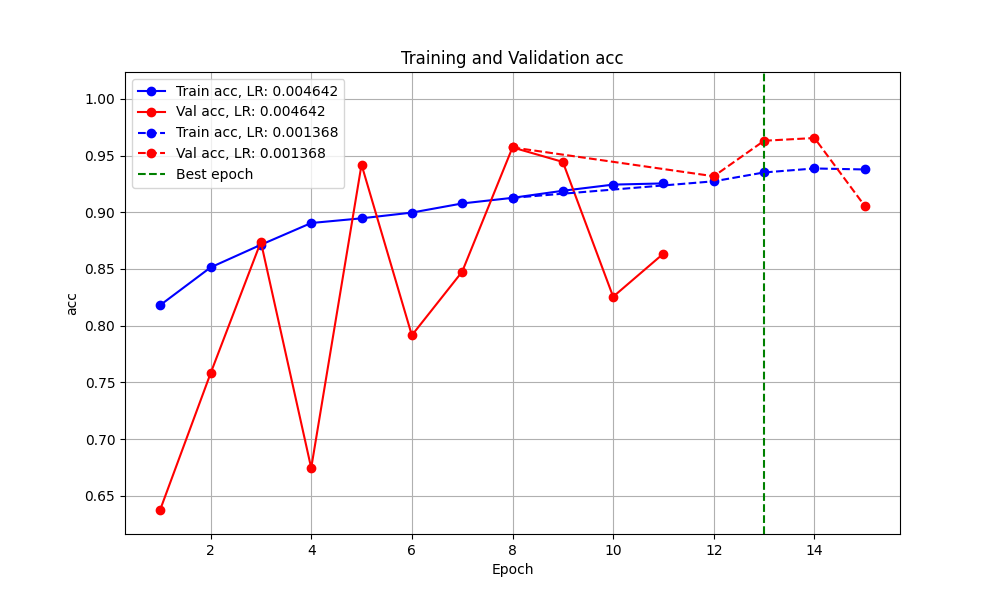 Training and Validation acc
Train acc, LR: 0.004642
Val acc, LR: 0.004642
Train acc, LR: 0.001368
Val acc, LR: 0.001368
Best epoch
acc
1.00
0.95
0.90
0.85
0.80
0.75
0.70
0.65
2 4 6 8 10 12 14
Epoch